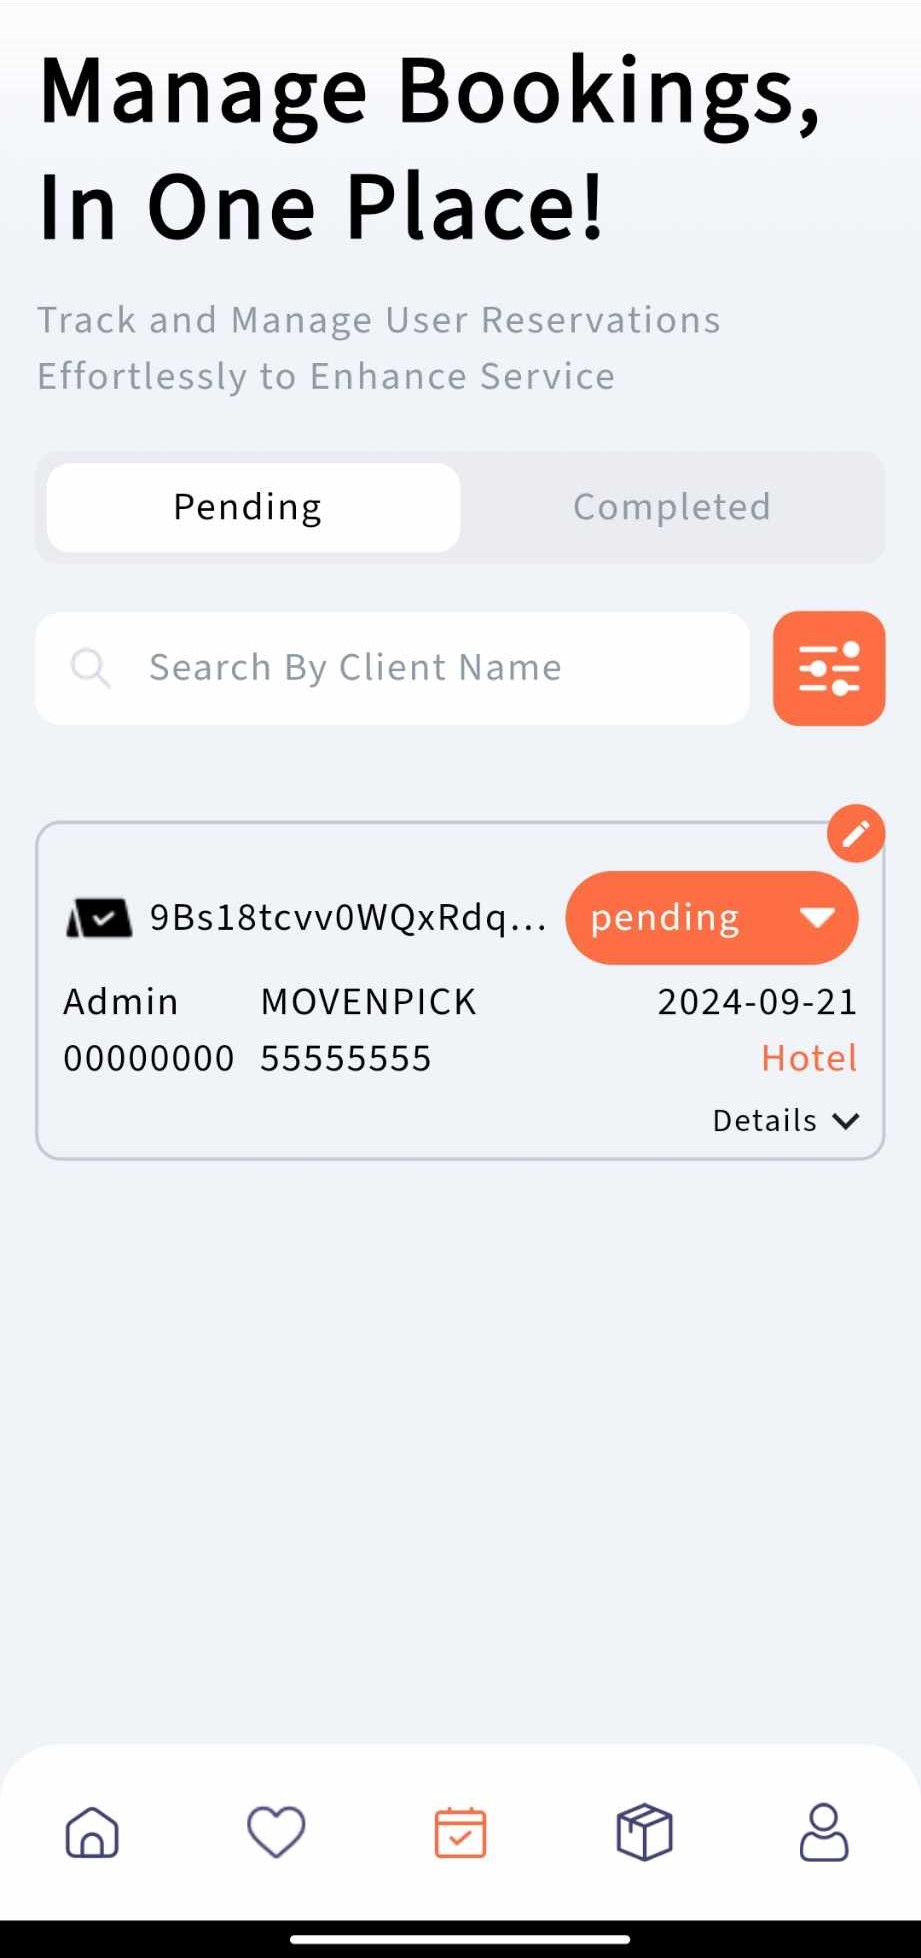 Manage Bookings,
In One Place!
Track and Manage User Reservations
Effortlessly to Enhance Service
Pending Completed
Search By Client Name
9Bs18tcvv0WQxRdq... pending
Admin MOVENPICK 2024-09-21
00000000 55555555 Hotel
Details